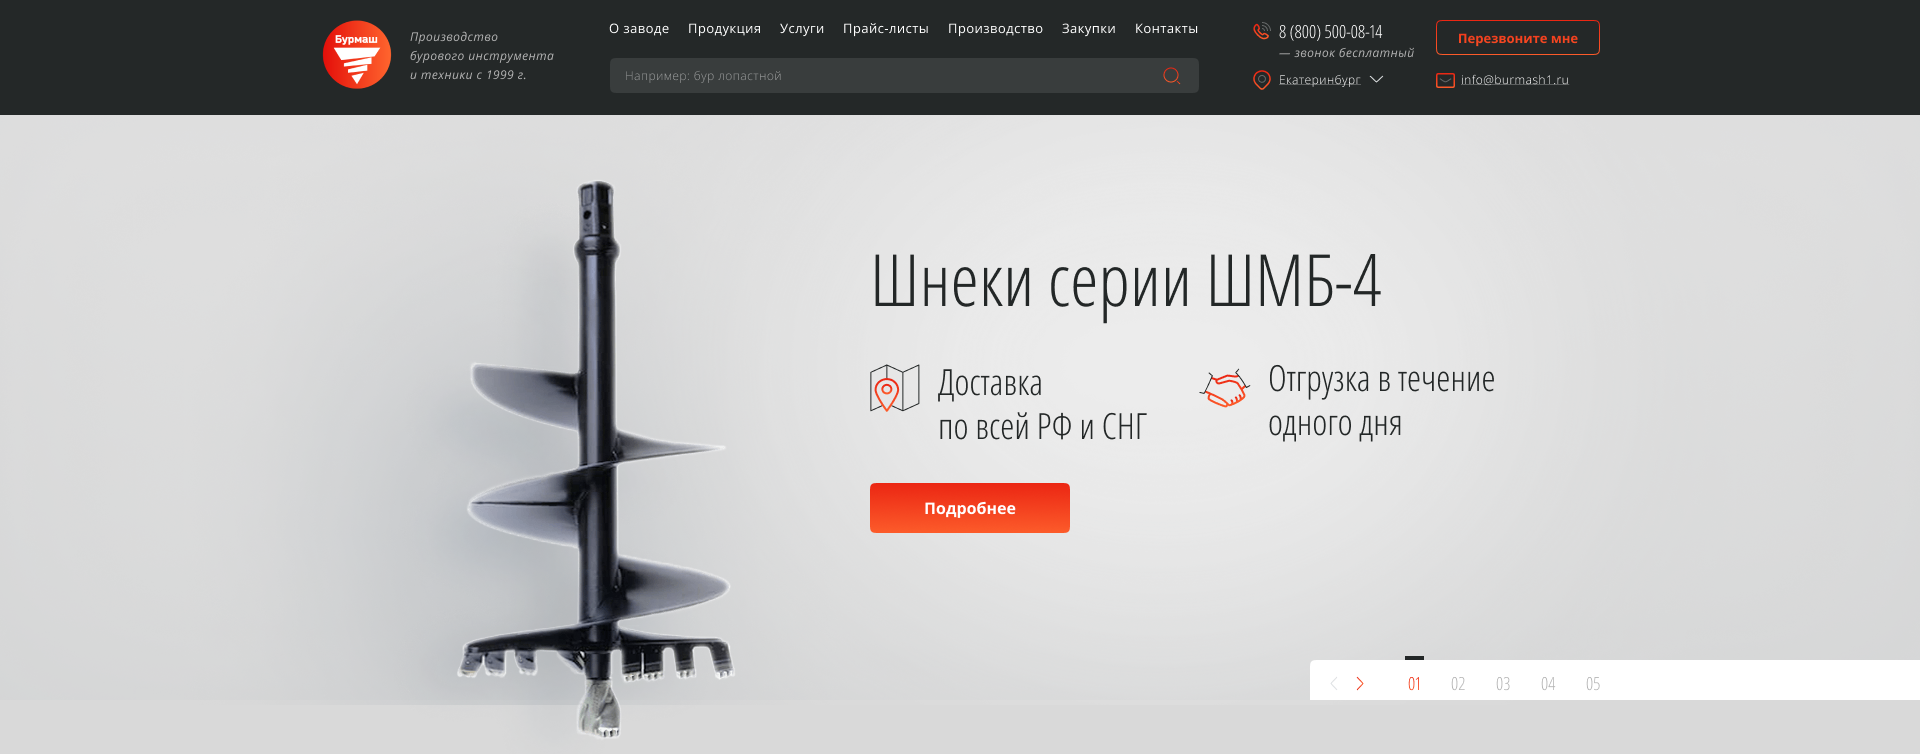 Бурмаш
Производство
бурового инструмента
и техники с 1999 г.
О заводе Продукция Услуги Прайс-листы Производство Закупки Контакты
Например: бур лопастной
8 (800) 500-08-14
— звонок бесплатный
Екатеринбург
Перезвоните мне
info@burmash1.ru
Шнеки серии ШМБ-4
Доставка
по всей РФ и СНГ
Отгрузка в течение
одного дня
Подробнее
01 02 03 04 05